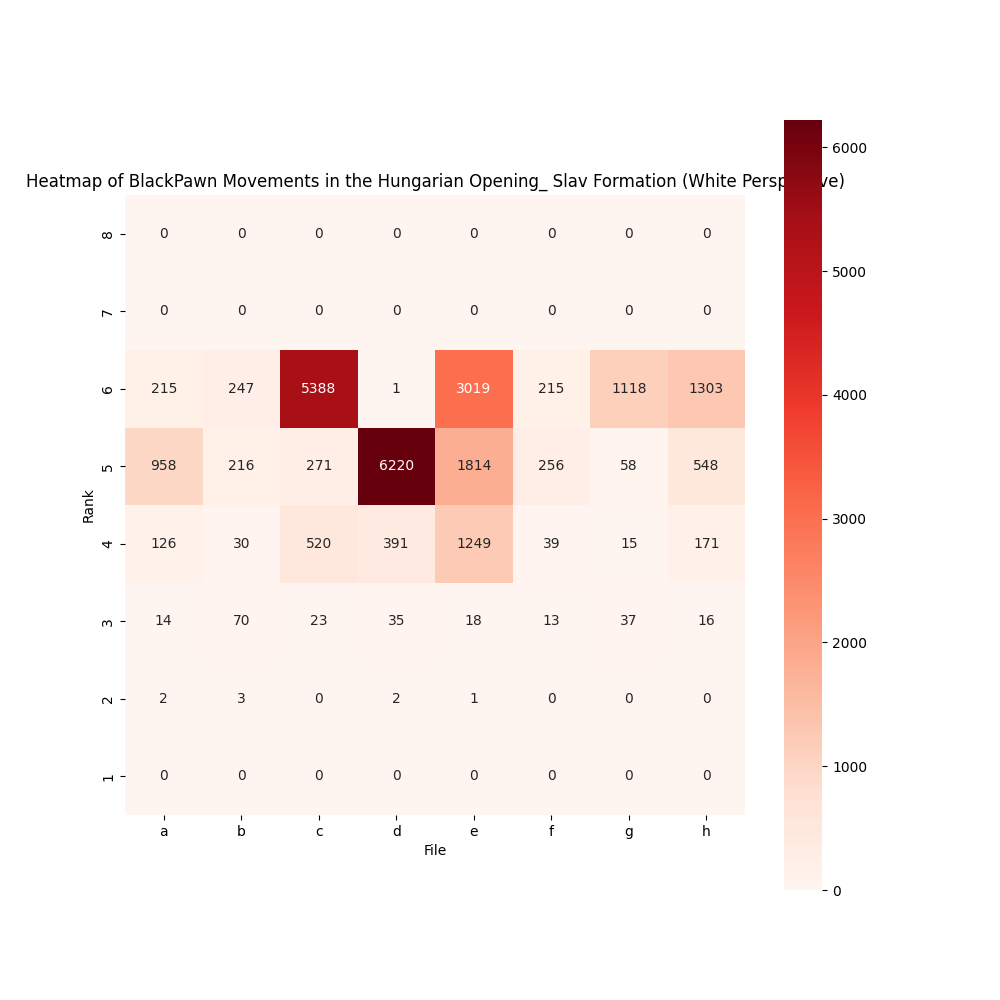 Heatmap of BlackPawn Movements in the Hungarian Opening_ Slav Formation (White Persp    ve)
6000
5000
4000
3000
2000
1000
0
Rank
8 0 0 0 0 0 0 0 0
7 0 0 0 0 0 0 0 0
6 215 247 5388 1 3019 215 1118 1303
5 958 216 271 6220 1814 256 58 548
4 126 30 520 391 1249 39 15 171
3 14 70 23 35 18 13 37 16
2 2 3 0 2 1 0 0 0
1 0 0 0 0 0 0 0 0
a b c d e f g h
File